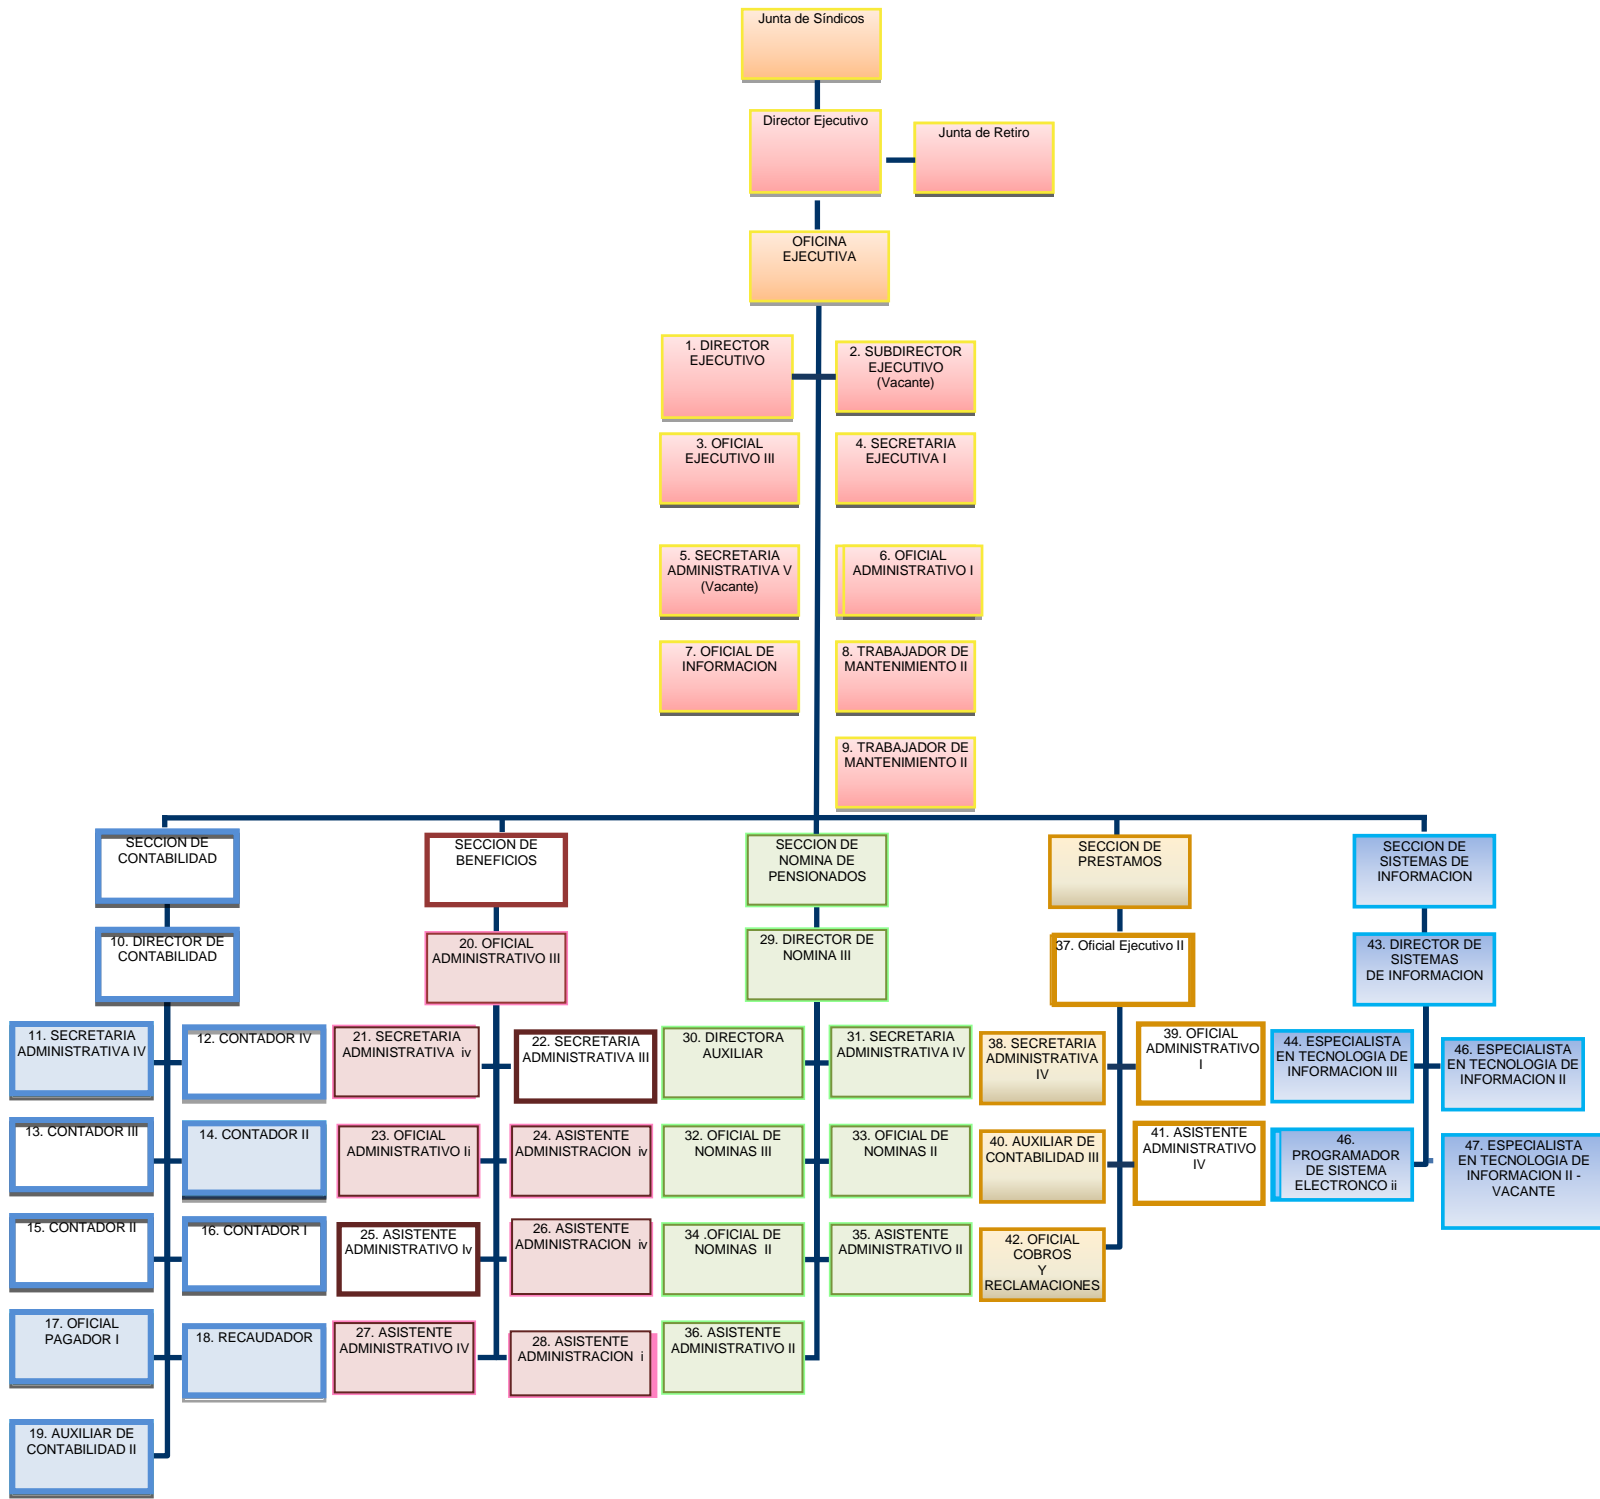 Junta de Síndicos
Director Ejecutivo
Junta de Retiro
OFICINA
EJECUTIVA
1. DIRECTOR
EJECUTIVO
2. SUBDIRECTOR
EJECUTIVO
(Vacante)
3. OFICIAL
EJECUTIVO III
4. SECRETARIA
EJECUTIVA I
5. SECRETARIA
ADMINISTRATIVA V
(Vacante)
6. OFICIAL
ADMINISTRATIVO I
7. OFICIAL DE
INFORMACION
8. TRABAJADOR DE
MANTENIMIENTO II
9. TRABAJADOR DE
MANTENIMIENTO II
SECCION DE
CONTABILIDAD
SECCION DE
BENEFICIOS
SECCION DE
NOMINA DE
PENSIONADOS
SECCION DE
PRESTAMOS
SECCION DE
SISTEMAS DE
INFORMACION
10. DIRECTOR DE
CONTABILIDAD
20. OFICIAL
ADMINISTRATIVO III
29. DIRECTOR DE
NOMINA III
37. Oficial Ejecutivo II
43. DIRECTOR DE
SISTEMAS
DE INFORMACION
11. SECRETARIA
ADMINISTRATIVA IV
12. CONTADOR IV
21. SECRETARIA
ADMINISTRATIVA iv
22. SECRETARIA
ADMINISTRATIVA III
30. DIRECTORA
AUXILIAR
31. SECRETARIA
ADMINISTRATIVA IV
38. SECRETARIA
ADMINISTRATIVA
IV
39. OFICIAL
ADMINISTRATIVO
I
44. ESPECIALISTA
EN TECNOLOGIA DE
INFORMACION III
46. ESPECIALISTA
EN TECNOLOGIA DE
INFORMACION II
13. CONTADOR III
14. CONTADOR II
23. OFICIAL
ADMINISTRATIVO Ii
24. ASISTENTE
ADMINISTRACION iv
32. OFICIAL DE
NOMINAS III
33. OFICIAL DE
NOMINAS II
40. AUXILIAR DE
CONTABILIDAD III
41. ASISTENTE
ADMINISTRATIVO
IV
46.
PROGRAMADOR
DE SISTEMA
ELECTRONCO ii
47. ESPECIALISTA
EN TECNOLOGIA DE
INFORMACION II -
VACANTE
15. CONTADOR II
16. CONTADOR I
25. ASISTENTE
ADMINISTRATIVO Iv
26. ASISTENTE
ADMINISTRACION iv
34 .OFICIAL DE
NOMINAS II
35. ASISTENTE
ADMINISTRATIVO II
42. OFICIAL
COBROS
Y
RECLAMACIONES
17. OFICIAL
PAGADOR I
18. RECAUDADOR
27. ASISTENTE
ADMINISTRATIVO IV
28. ASISTENTE
ADMINISTRACION i
36. ASISTENTE
ADMINISTRATIVO II
19. AUXILIAR DE
CONTABILIDAD II